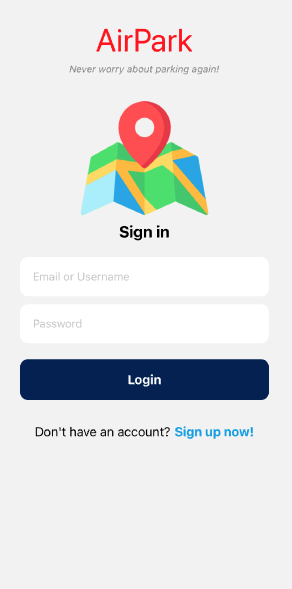 AirPark
Never worry about parking again!
Sign in
Email or Username
Password
Login
Don't have an account? Sign up now!